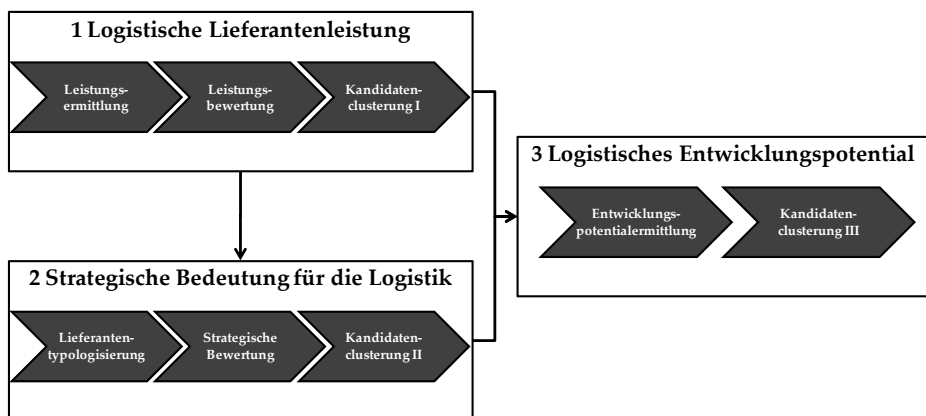 1 Logistische Lieferantenleistung
Leistungs-
ermittlung
Leistungs-
bewertung
Kandidaten-
clusterung I
2 Strategische Bedeutung für die Logistik
Lieferanten-
typologisierung
Strategische
Bewertung
Kandidaten-
clusterung II
3 Logistisches Entwicklungspotential
Entwicklungs-
potentialermittlung
Kandidaten-
clusterung III